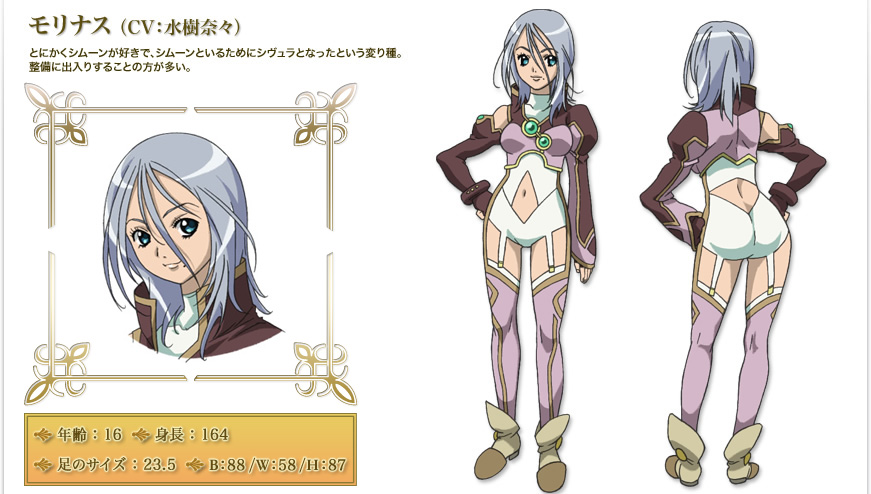 モリナス（CV：水樹奈々）
とにかくシムーンが好きで、シムーンといるためにシヴュラとなったという変り種。
整備に出入りすることの方が多い。
年齢：16 身長：164
足のサイズ：23.5 B：88/W：58/H：87